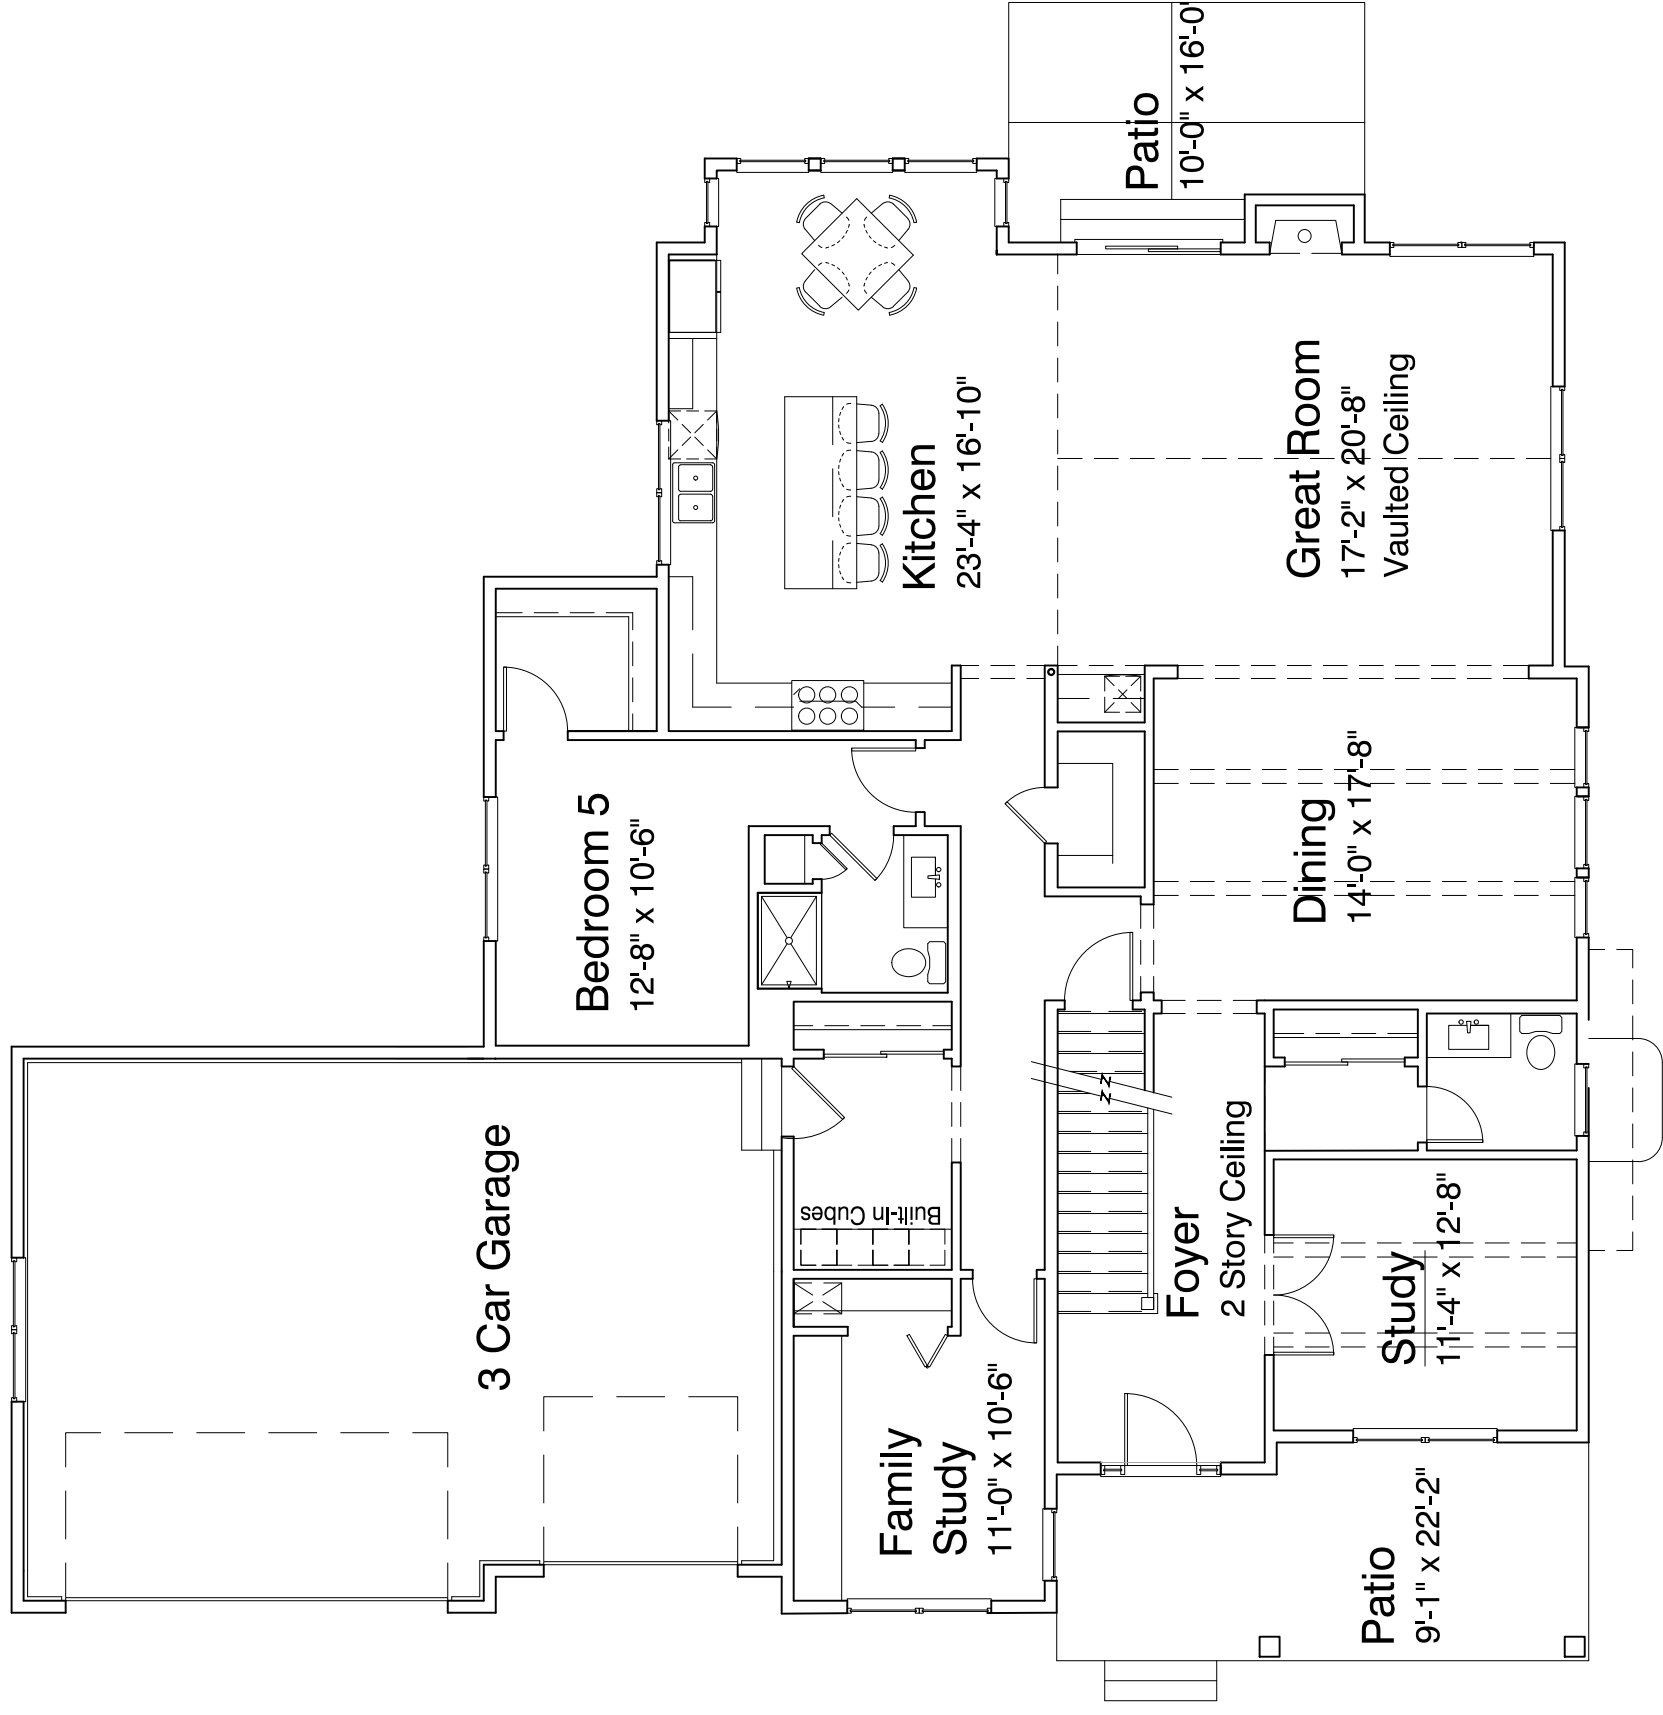 Patio
10'-0" x 16'-0
Kitchen
23'-4" x 16'-10"
Great Room
17'-2" x 20'-8"
Vaulted Ceiling
Bedroom 5
12'-8" x 10'-6"
Dining
14'-0" x 17'-8"
3 Car Garage
Built-In Cubes
Foyer
2 Story Ceiling
Study
11'-4" x 12'-8"
Family
Study
11'-0" x 10'-6"
Patio
9'-1" x 22'-2"